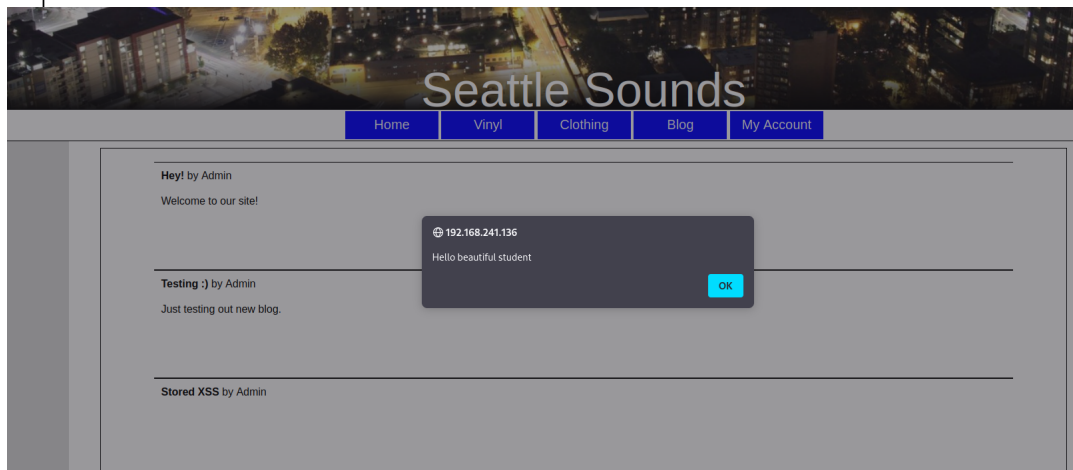 Seattle Sounds
Home Vinyl Clothing Blog My Account
Hey! by Admin
Welcome to our site!
192.168.241.136
Hello beautiful student
OK
Testing :) by Admin
Just testing out new blog.
Stored XSS by Admin